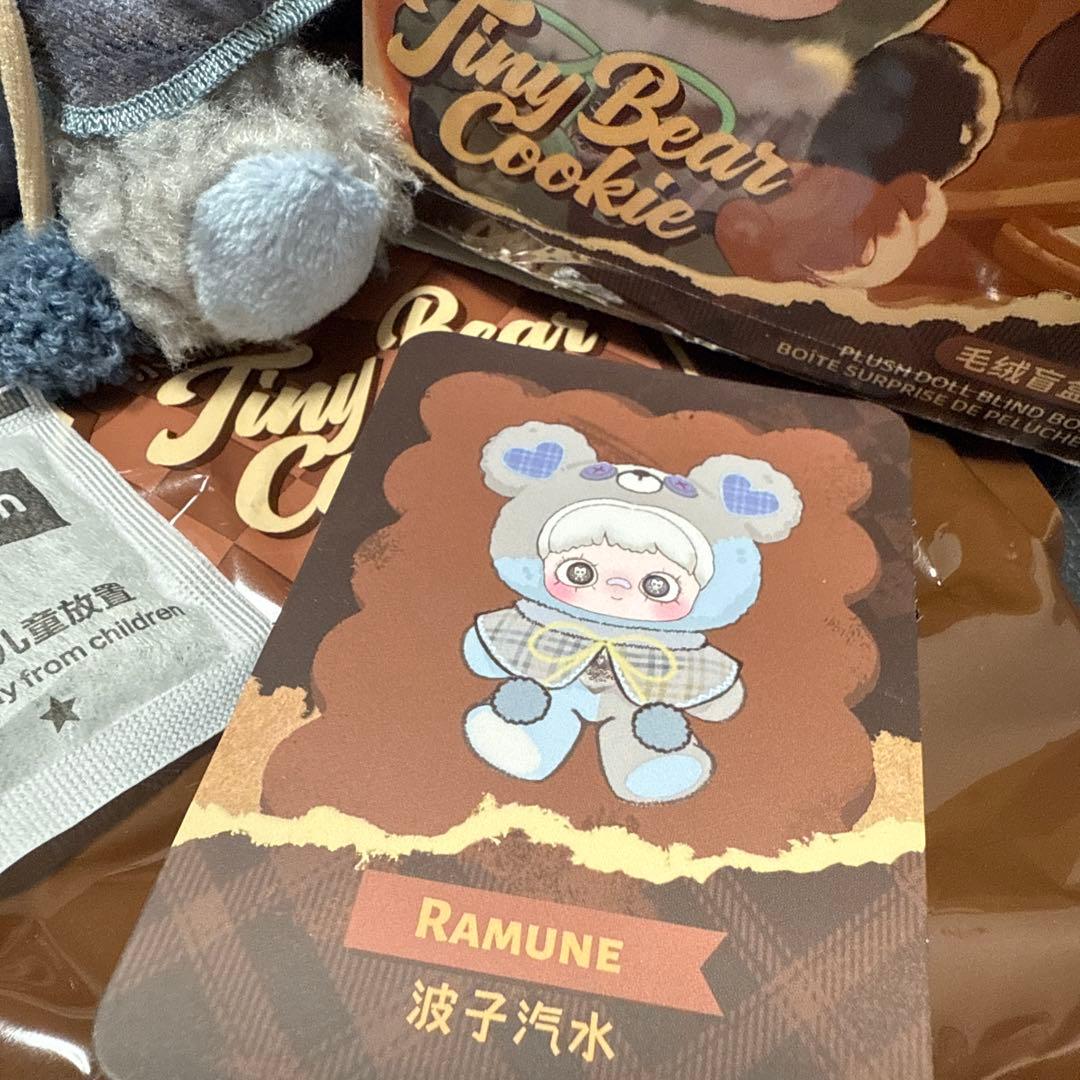 Tiny Bear
Cookie
PLUSH DOLL BLIND BO
BOÎTE SURPRISE DE PELUCHE
毛绒盲盒
Bear
Tiny
儿童放置
y from children
RAMUNE
波子汽水